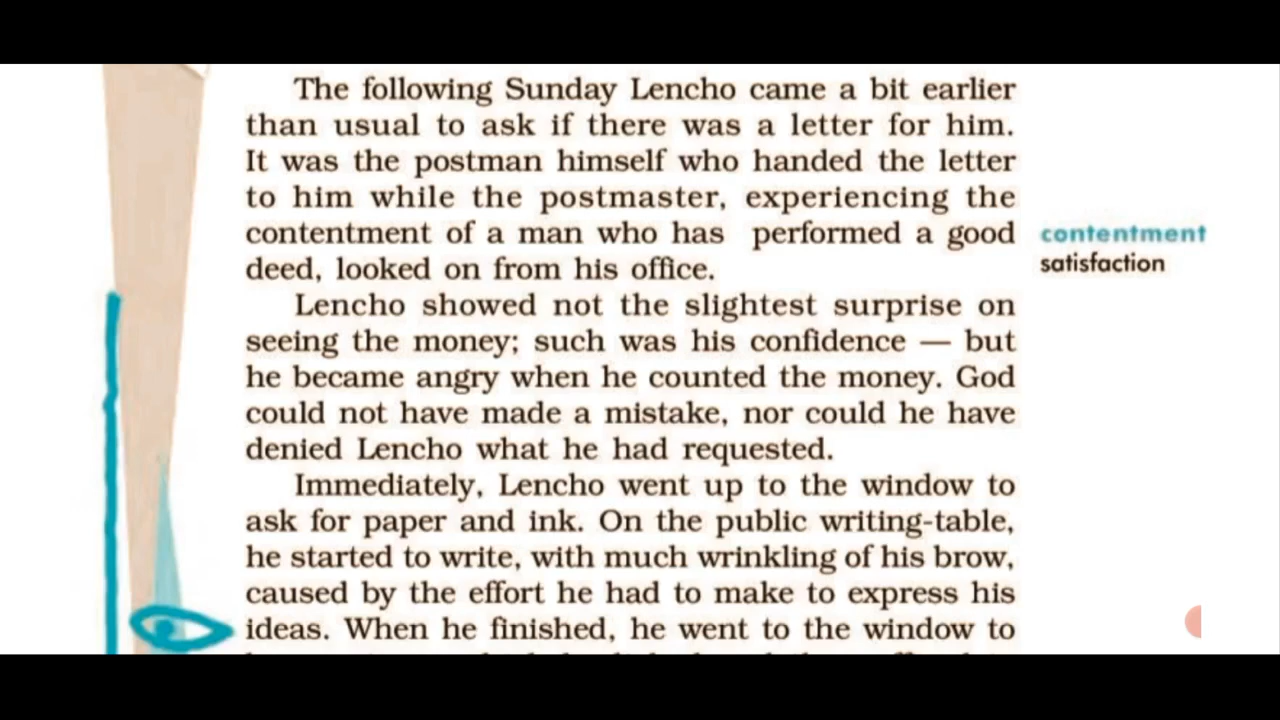 The following Sunday Lencho came a bit earlier
than usual to ask if there was a letter for him.
It was the postman himself who handed the letter
to him while the postmaster, experiencing the
contentment of a man who has performed a good
deed, looked on from his office.
contentment
satisfaction
Lencho showed not the slightest surprise on
seeing the money; such was his confidence — but
he became angry when he counted the money. God
could not have made a mistake, nor could he have
denied Lencho what he had requested.
Immediately, Lencho went up to the window to
ask for paper and ink. On the public writing-table,
he started to write, with much wrinkling of his brow,
caused by the effort he had to make to express his
ideas. When he finished, he went to the window to